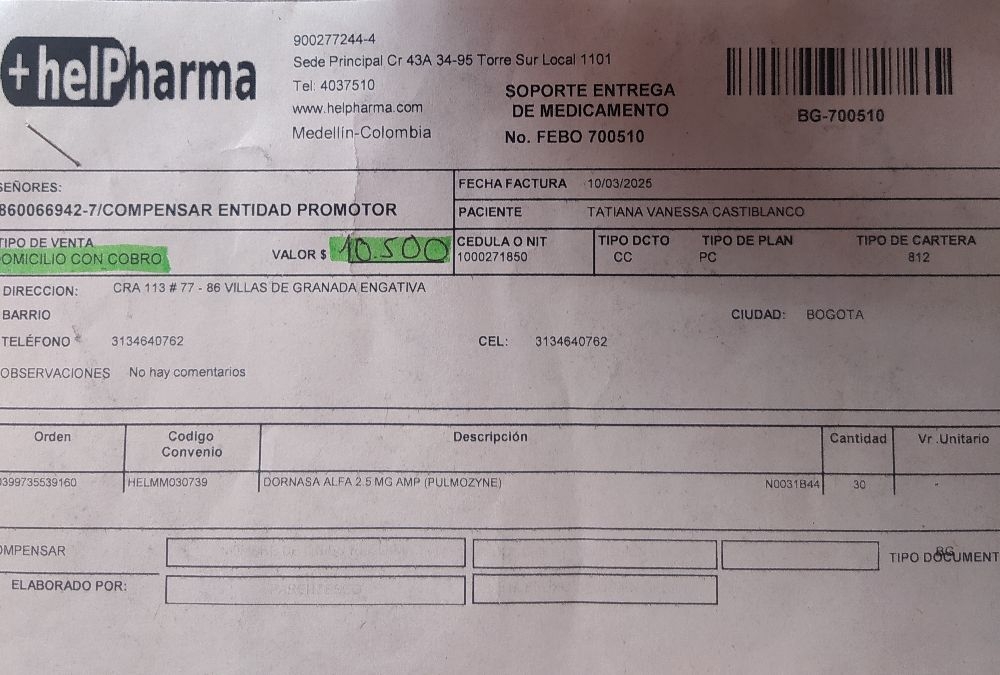 +helPharma
900277244-4
Sede Principal Cr 43A 34-95 Torre Sur Local 1101
Tel: 4037510
www.helpharma.com
Medellín-Colombia
SOPORTE ENTREGA
DE MEDICAMENTO
No. FEBO 700510
BG-700510
SEÑORES:
860066942-7/COMPENSAR ENTIDAD PROMOTOR
FECHA FACTURA 10/03/2025
PACIENTE TATIANA VANESSA CASTIBLANCO
TIPO DE VENTA
OMICILIO CON COBRO
VALOR $ 10.500
CEDULA O NIT
1000271850
TIPO DCTO
CC
TIPO DE PLAN
PC
TIPO DE CARTERA
812
DIRECCION: CRA 113 # 77 - 86 VILLAS DE GRANADA ENGATIVA
BARRIO
CIUDAD: BOGOTA
TELÉFONO 3134640762
CEL: 3134640762
OBSERVACIONES No hay comentarios
Orden
Codigo
Convenio
Descripción
Cantidad
Vr .Unitario
0399735539160 HELMM030739 DORNASA ALFA 2.5 MG AMP (PULMOZYNE) N0031B44 30 -
OMPENSAR
TIPO DOCUMENT
BG
ELABORADO POR: